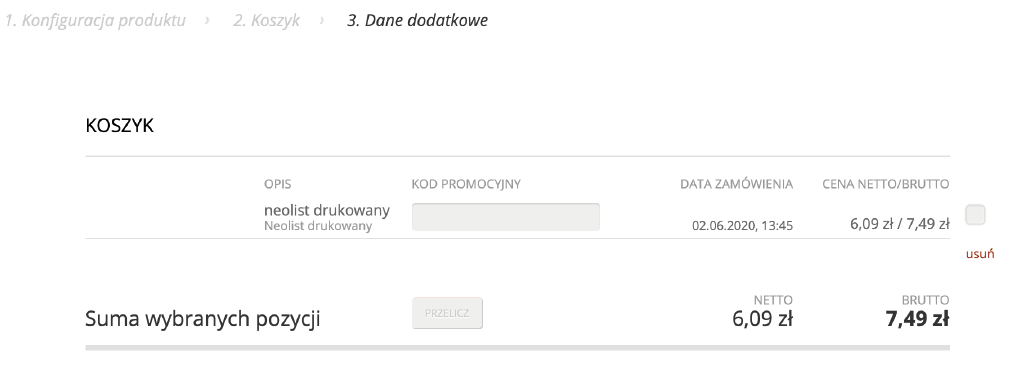 1. Konfiguracja produktu › 2. Koszyk › 3. Dane dodatkowe
KOSZYK
OPIS KOD PROMOCYJNY DATA ZAMÓWIENIA CENA NETTO/BRUTTO
neolist drukowany
Neolist drukowany 02.06.2020, 13:45 6,09 zł / 7,49 zł
usuń
NETTO BRUTTO
Suma wybranych pozycji PRZELICZ 6,09 zł 7,49 zł